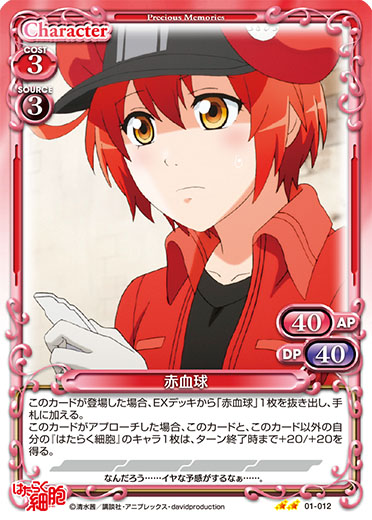 Precious Memories
Character
COST
3
SOURCE
3
40 AP
DP 40
赤血球
このカードが登場した場合、EXデッキから「赤血球」1枚を抜き出し、手
札に加える。
このカードがアプローチした場合、このカードと、このカード以外の自
分の『はたらく細胞』のキャラ1枚は、ターン終了時まで+20/+20を
得る。
なんだろう……イヤな予感がするなぁ……。
はたらく細胞
01-012
©清水茜／講談社・アニプレックス・davidproduction